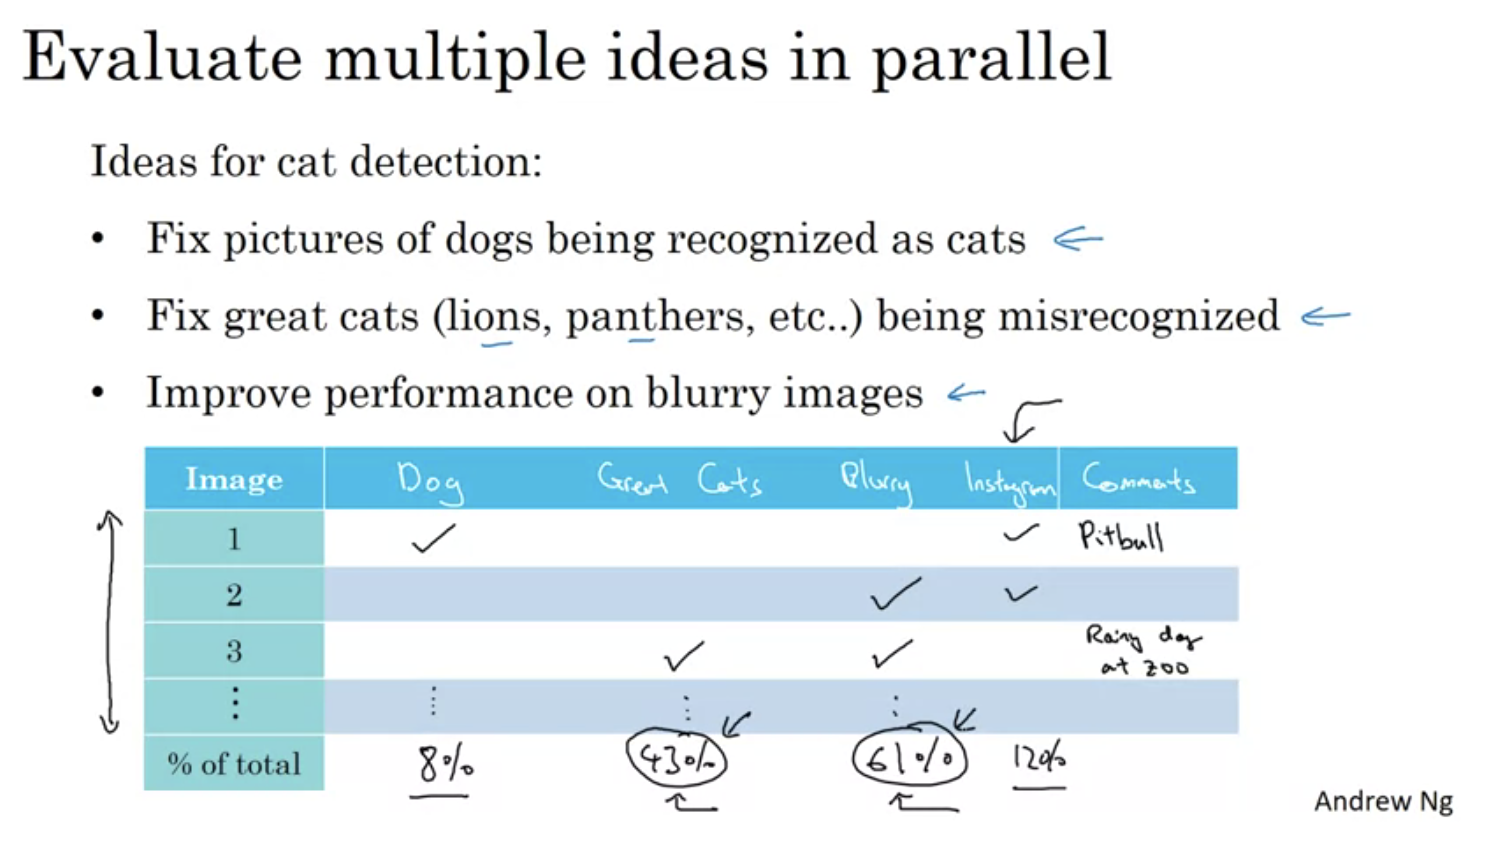 Evaluate multiple ideas in parallel
Ideas for cat detection:
• Fix pictures of dogs being recognized as cats
• Fix great cats (lions, panthers, etc..) being misrecognized
• Improve performance on blurry images
Image Dog Great Cats Blurry Instagram Comments
1 ✓ ✓ Pitbull
2 ✓ ✓
3 ✓ ✓ Rainy day
at zoo
⋮ ⋮ ⋮ ⋮
% of total 8% 43% 61% 12%
Andrew Ng